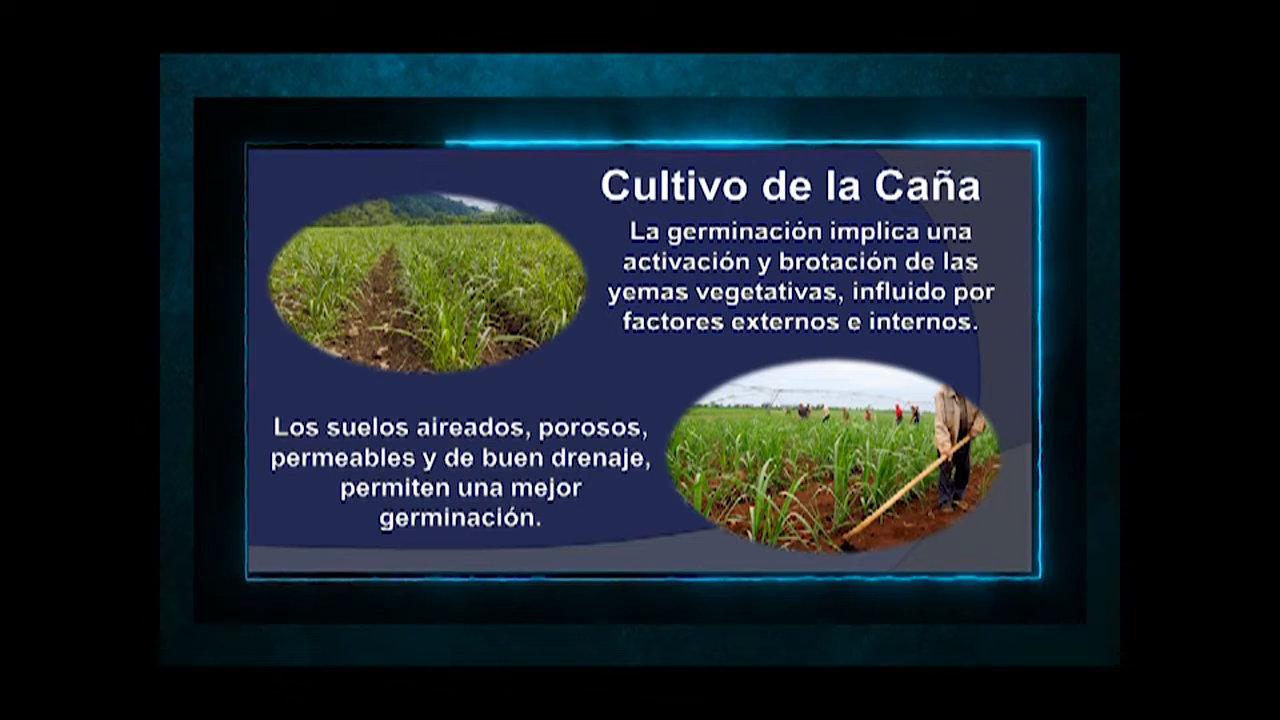 Cultivo de la Caña
La germinación implica una
activación y brotación de las
yemas vegetativas, influido por
factores externos e internos.
Los suelos aireados, porosos,
permeables y de buen drenaje,
permiten una mejor
germinación.